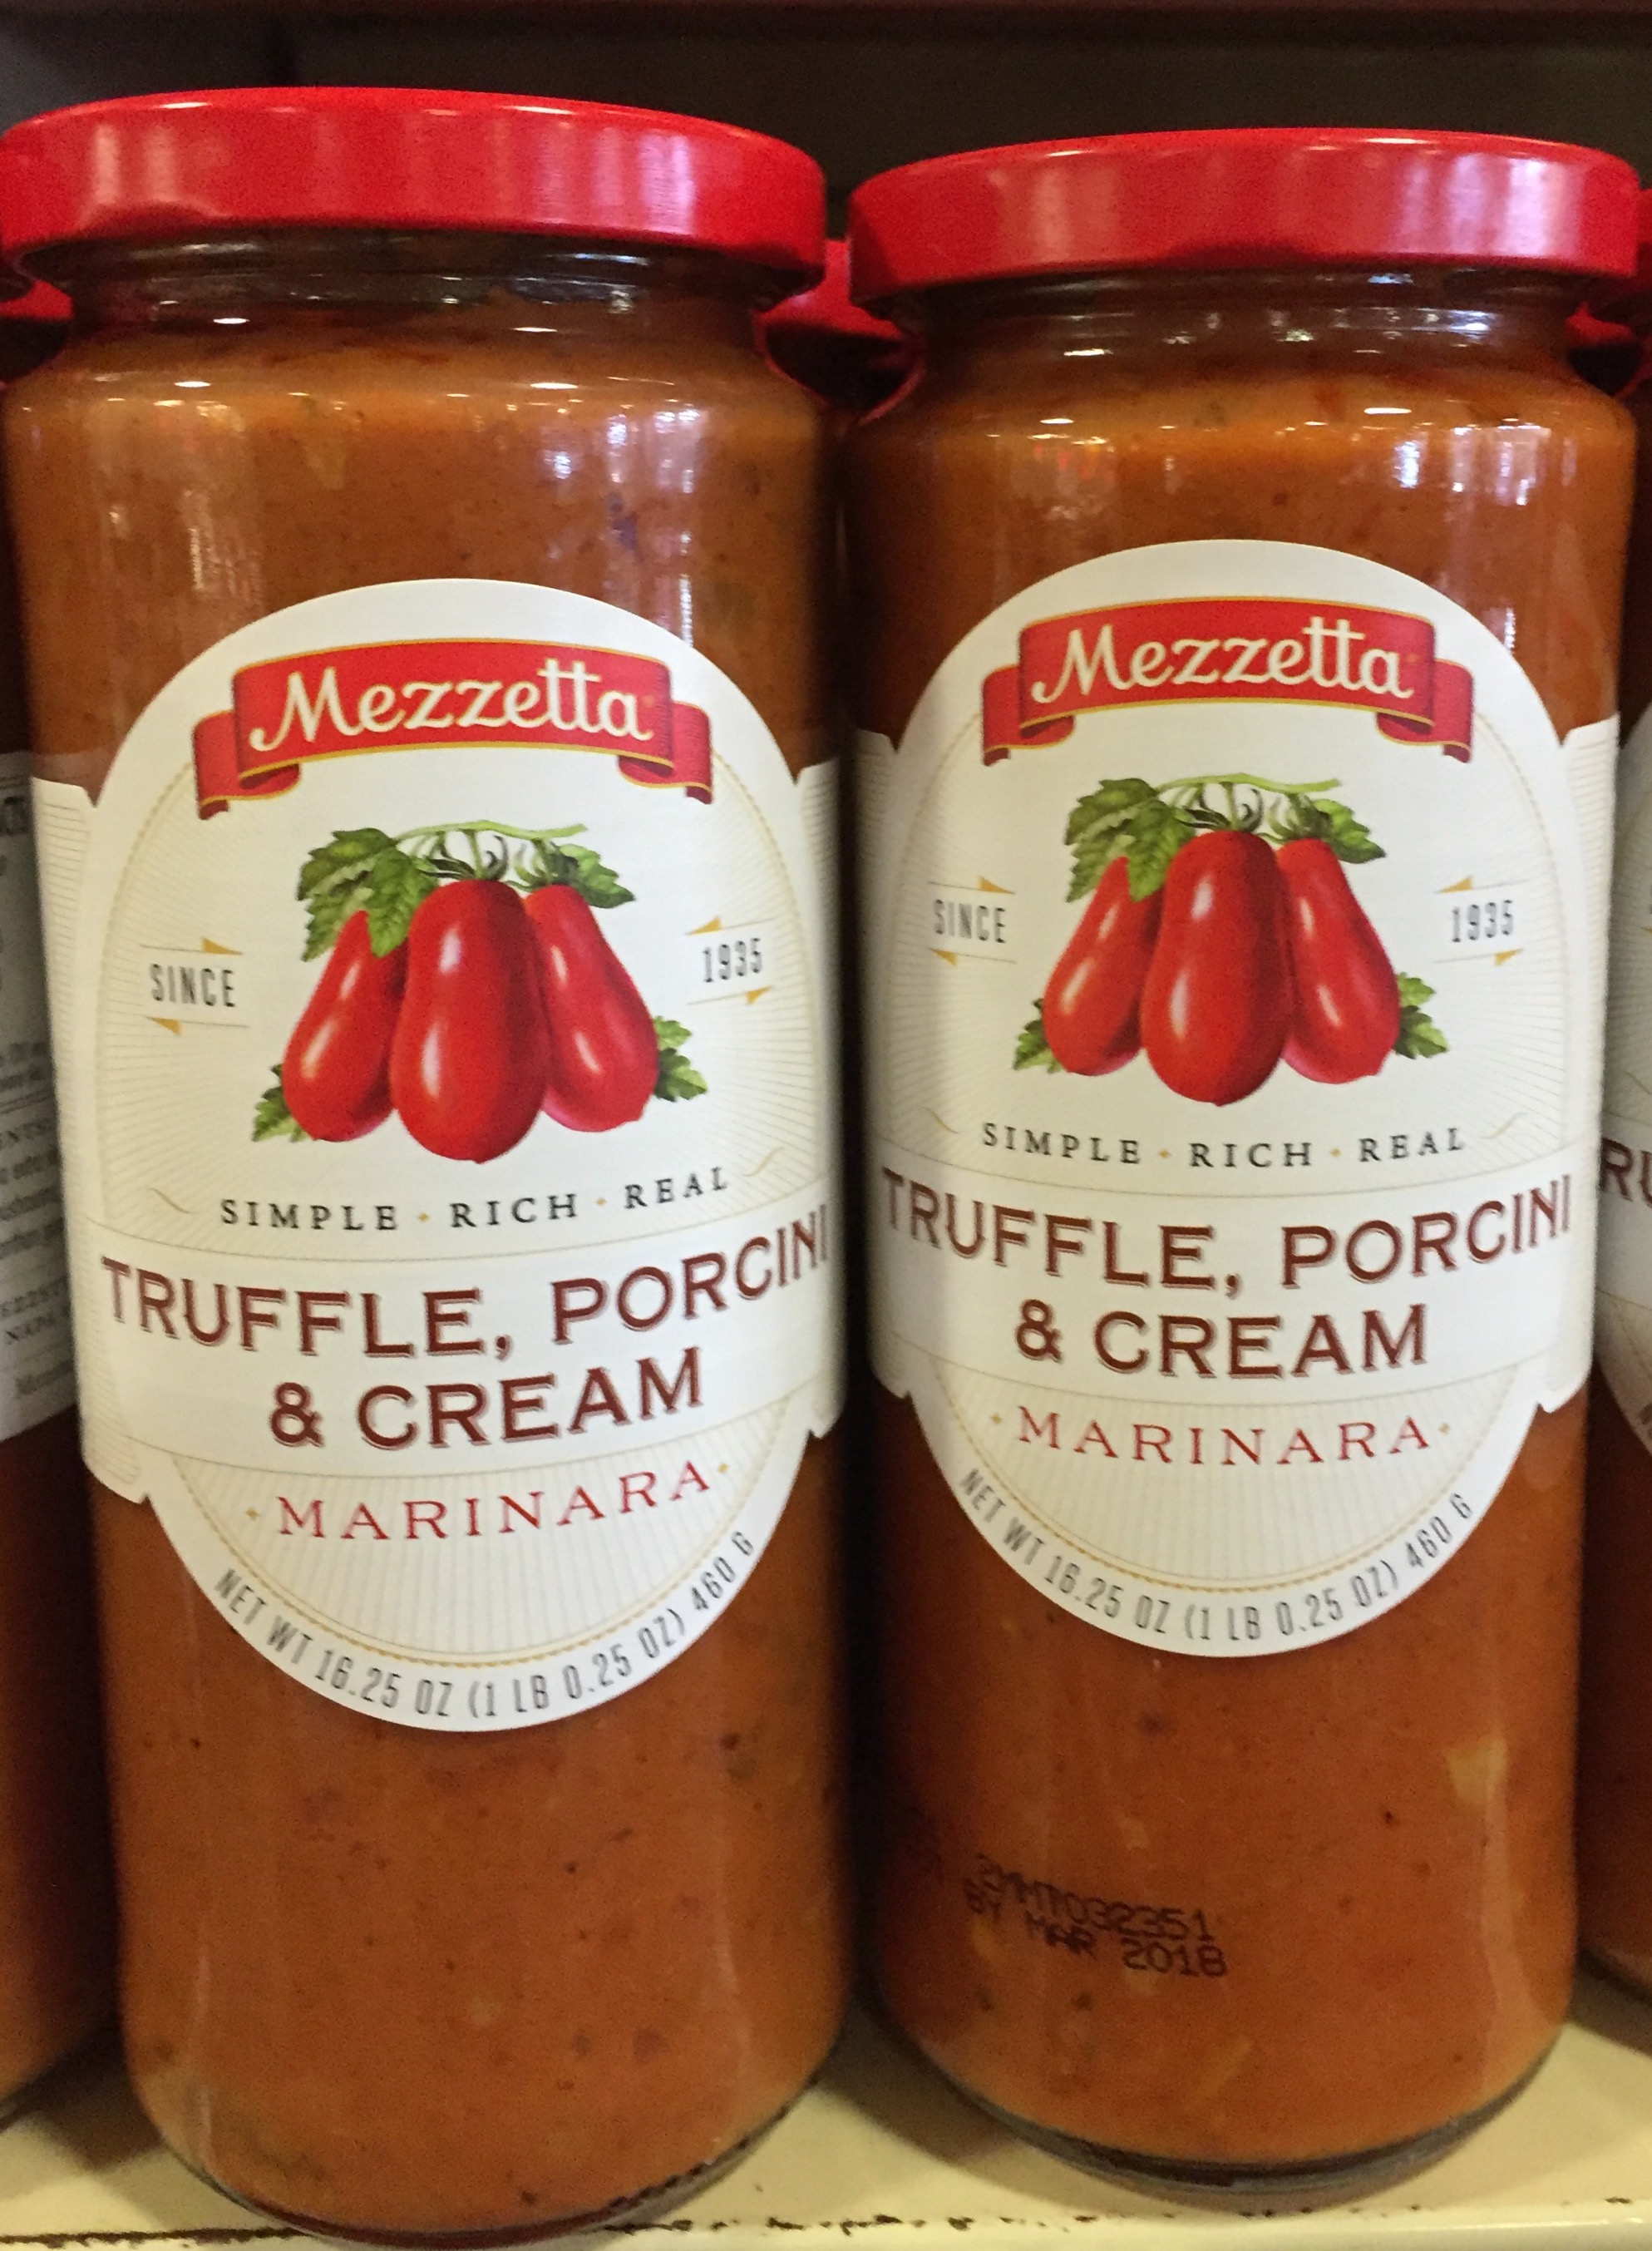 Mezzetta
SINCE 1935
SIMPLE · RICH · REAL
TRUFFLE, PORCINI
& CREAM
· MARINARA ·
NET WT 16.25 OZ (1 LB 0.25 OZ) 460 G
Mezzetta
SINCE 1935
SIMPLE · RICH · REAL
TRUFFLE, PORCINI
& CREAM
· MARINARA ·
NET WT 16.25 OZ (1 LB 0.25 OZ) 460 G
BY MAR 2018